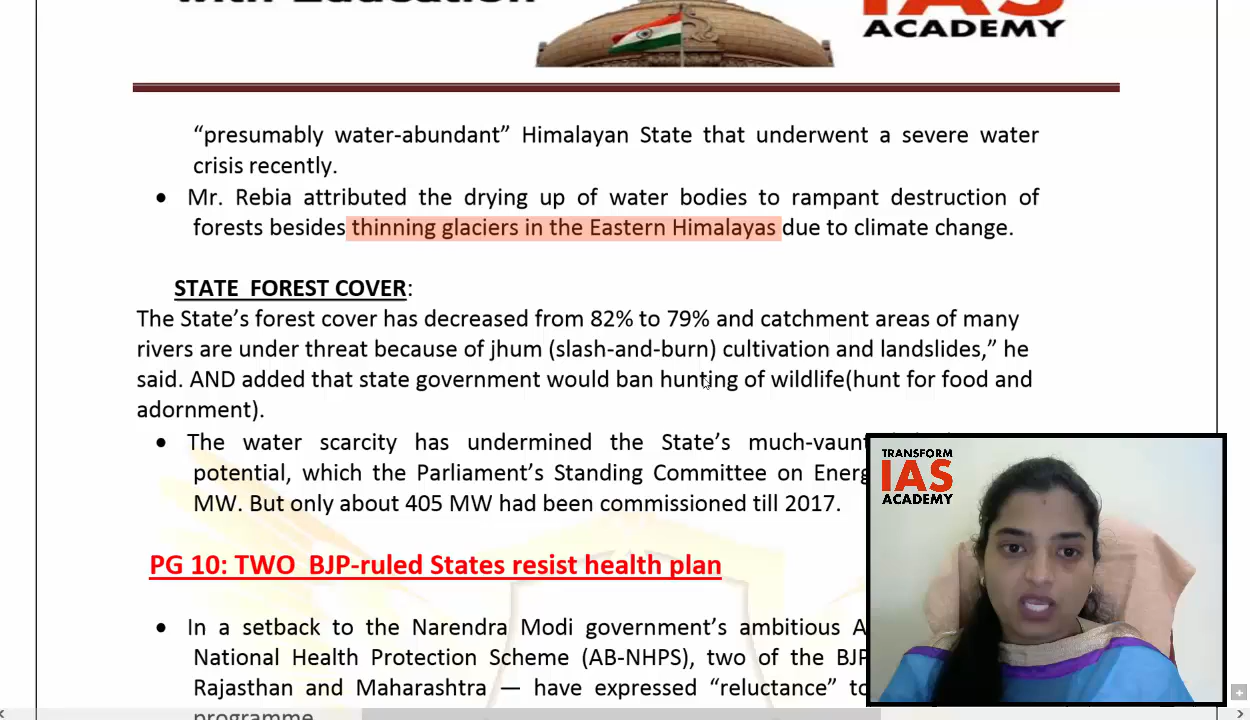 with Education
IAS
ACADEMY
“presumably water-abundant” Himalayan State that underwent a severe water
crisis recently.
• Mr. Rebia attributed the drying up of water bodies to rampant destruction of
forests besides thinning glaciers in the Eastern Himalayas due to climate change.
STATE FOREST COVER:
The State’s forest cover has decreased from 82% to 79% and catchment areas of many
rivers are under threat because of jhum (slash-and-burn) cultivation and landslides,” he
said. AND added that state government would ban hunting of wildlife(hunt for food and
adornment).
• The water scarcity has undermined the State’s
potential, which the Parliament’s Standing Committee on
MW. But only about 405 MW had been commissioned till 2017.
TRANSFORM
IAS
ACADEMY
PG 10: TWO BJP-ruled States resist health plan
• In a setback to the Narendra Modi government’s ambitious
National Health Protection Scheme (AB-NHPS), two of the
Rajasthan and Maharashtra — have expressed “reluctance”
programme